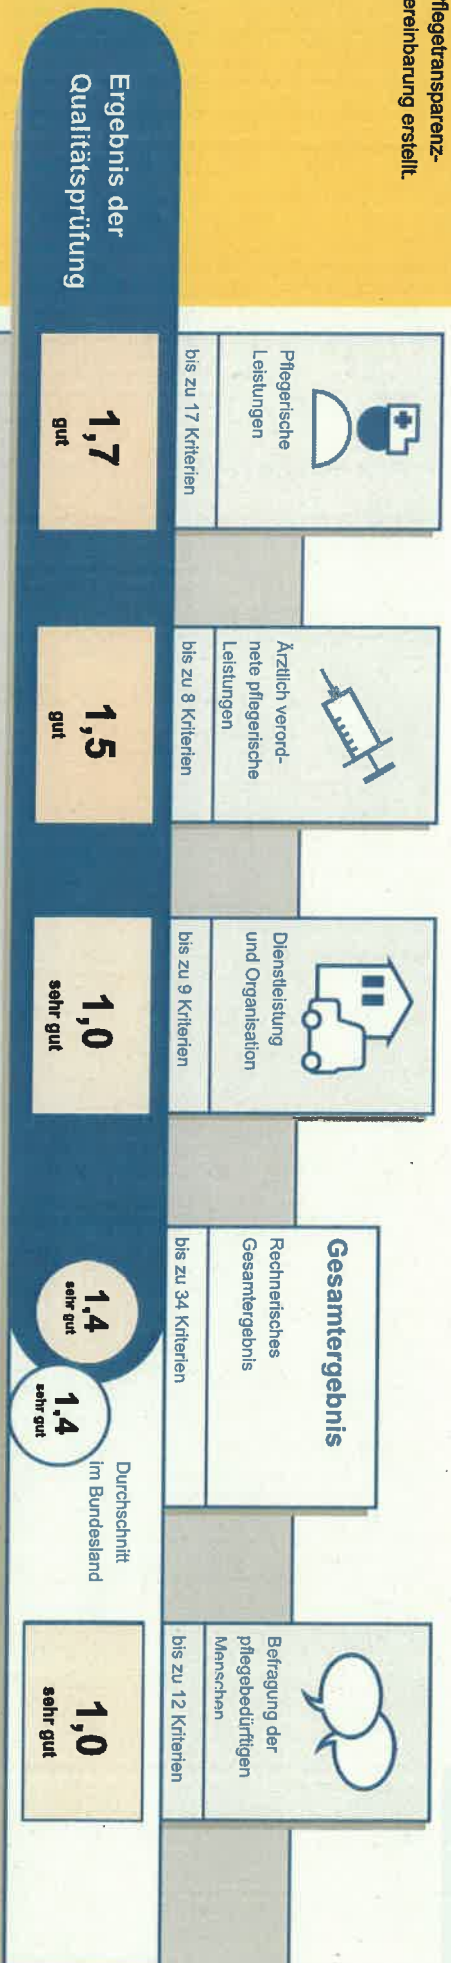 flegetransparenz-
ereinbarung erstellt.
Ergebnis der
Qualitätsprüfung
Pflegerische
Leistungen
bis zu 17 Kriterien
1,7
gut
Ärztlich verord-
nete pflegerische
Leistungen
bis zu 8 Kriterien
1,5
gut
Dienstleistung
und Organisation
bis zu 9 Kriterien
1,0
sehr gut
Gesamtergebnis
Rechnerisches
Gesamtergebnis
bis zu 34 Kriterien
1,4
sehr gut
1,4
sehr gut
Durchschnitt
im Bundesland
Befragung der
pflegebedürftigen
Menschen
bis zu 12 Kriterien
1,0
sehr gut